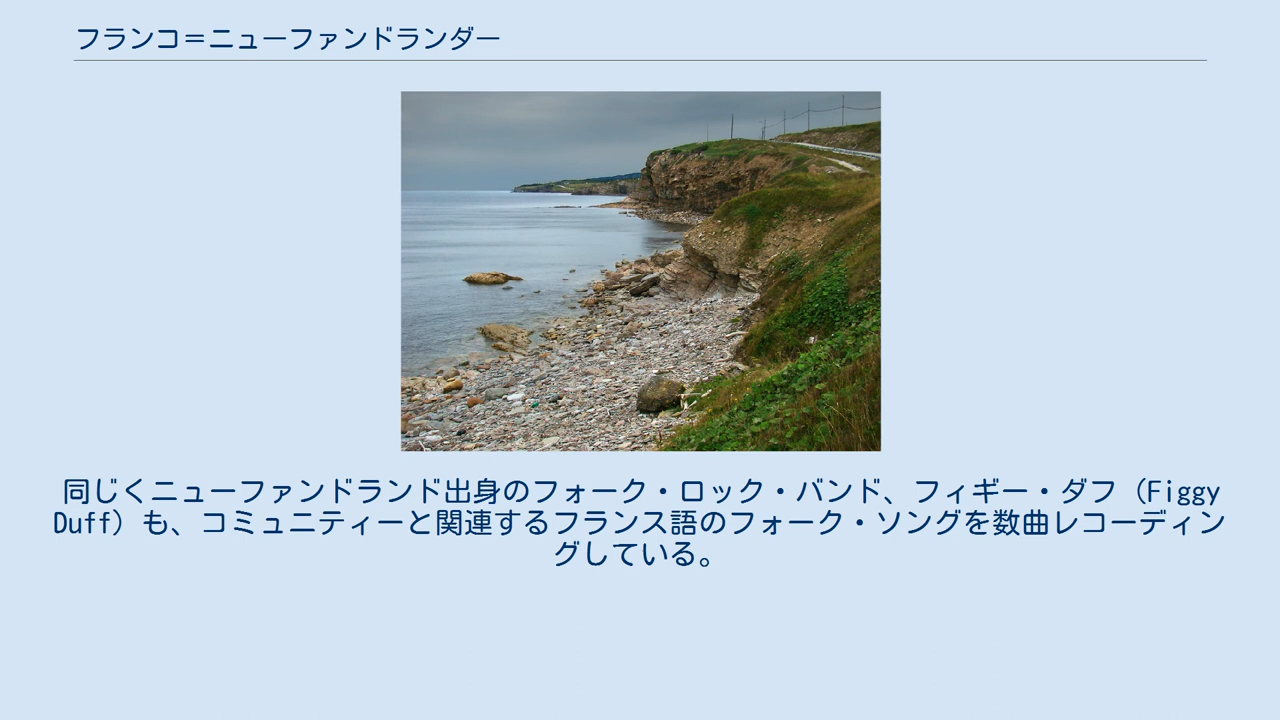 フランコ＝ニューファンドランダー
同じくニューファンドランド出身のフォーク・ロック・バンド、フィギー・ダフ（Figgy
Duff）も、コミュニティーと関連するフランス語のフォーク・ソングを数曲レコーディン
グしている。